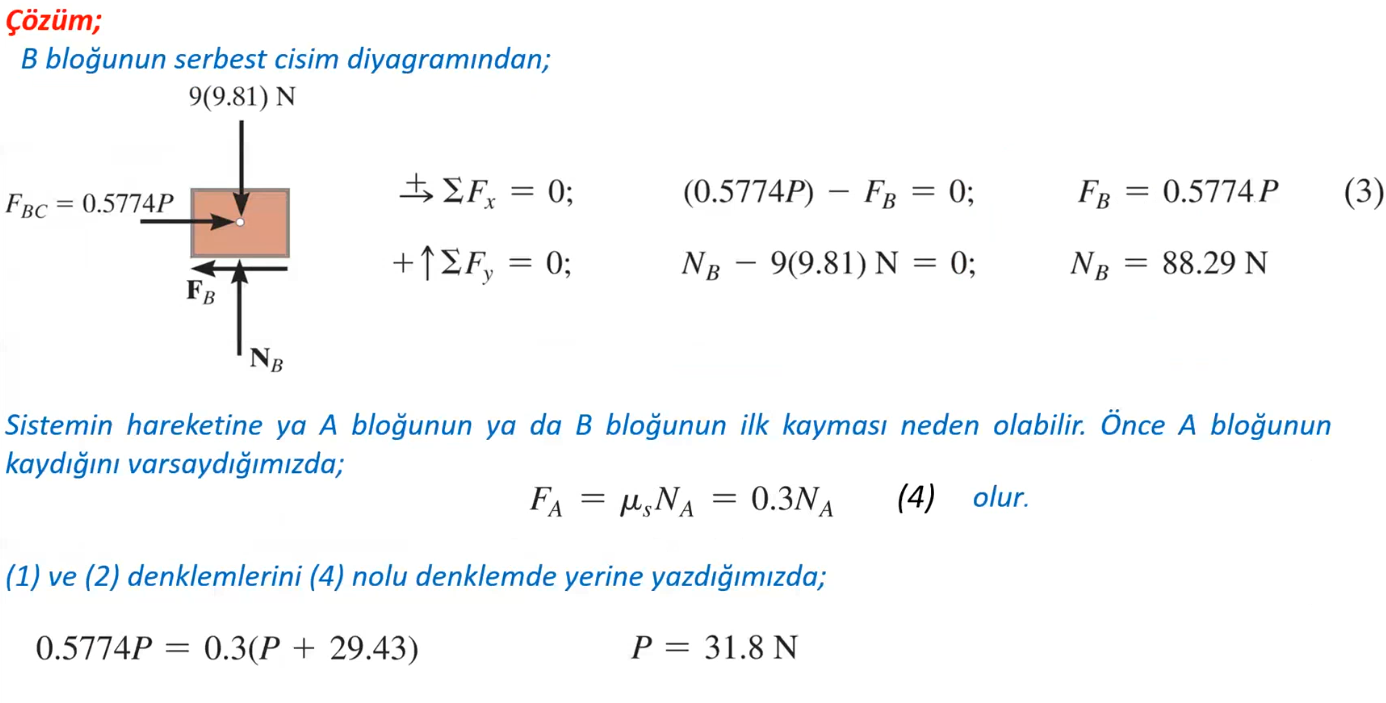 Çözüm;
B bloğunun serbest cisim diyagramından;
9(9.81) N
F_BC = 0.5774P
F_B
N_B
→+ ΣF_x = 0; (0.5774P) − F_B = 0; F_B = 0.5774P (3)
+↑ΣF_y = 0; N_B − 9(9.81) N = 0; N_B = 88.29 N
Sistemin hareketine ya A bloğunun ya da B bloğunun ilk kayması neden olabilir. Önce A bloğunun
kaydığını varsaydığımızda;
F_A = μ_sN_A = 0.3N_A (4) olur.
(1) ve (2) denklemlerini (4) nolu denklemde yerine yazdığımızda;
0.5774P = 0.3(P + 29.43) P = 31.8 N